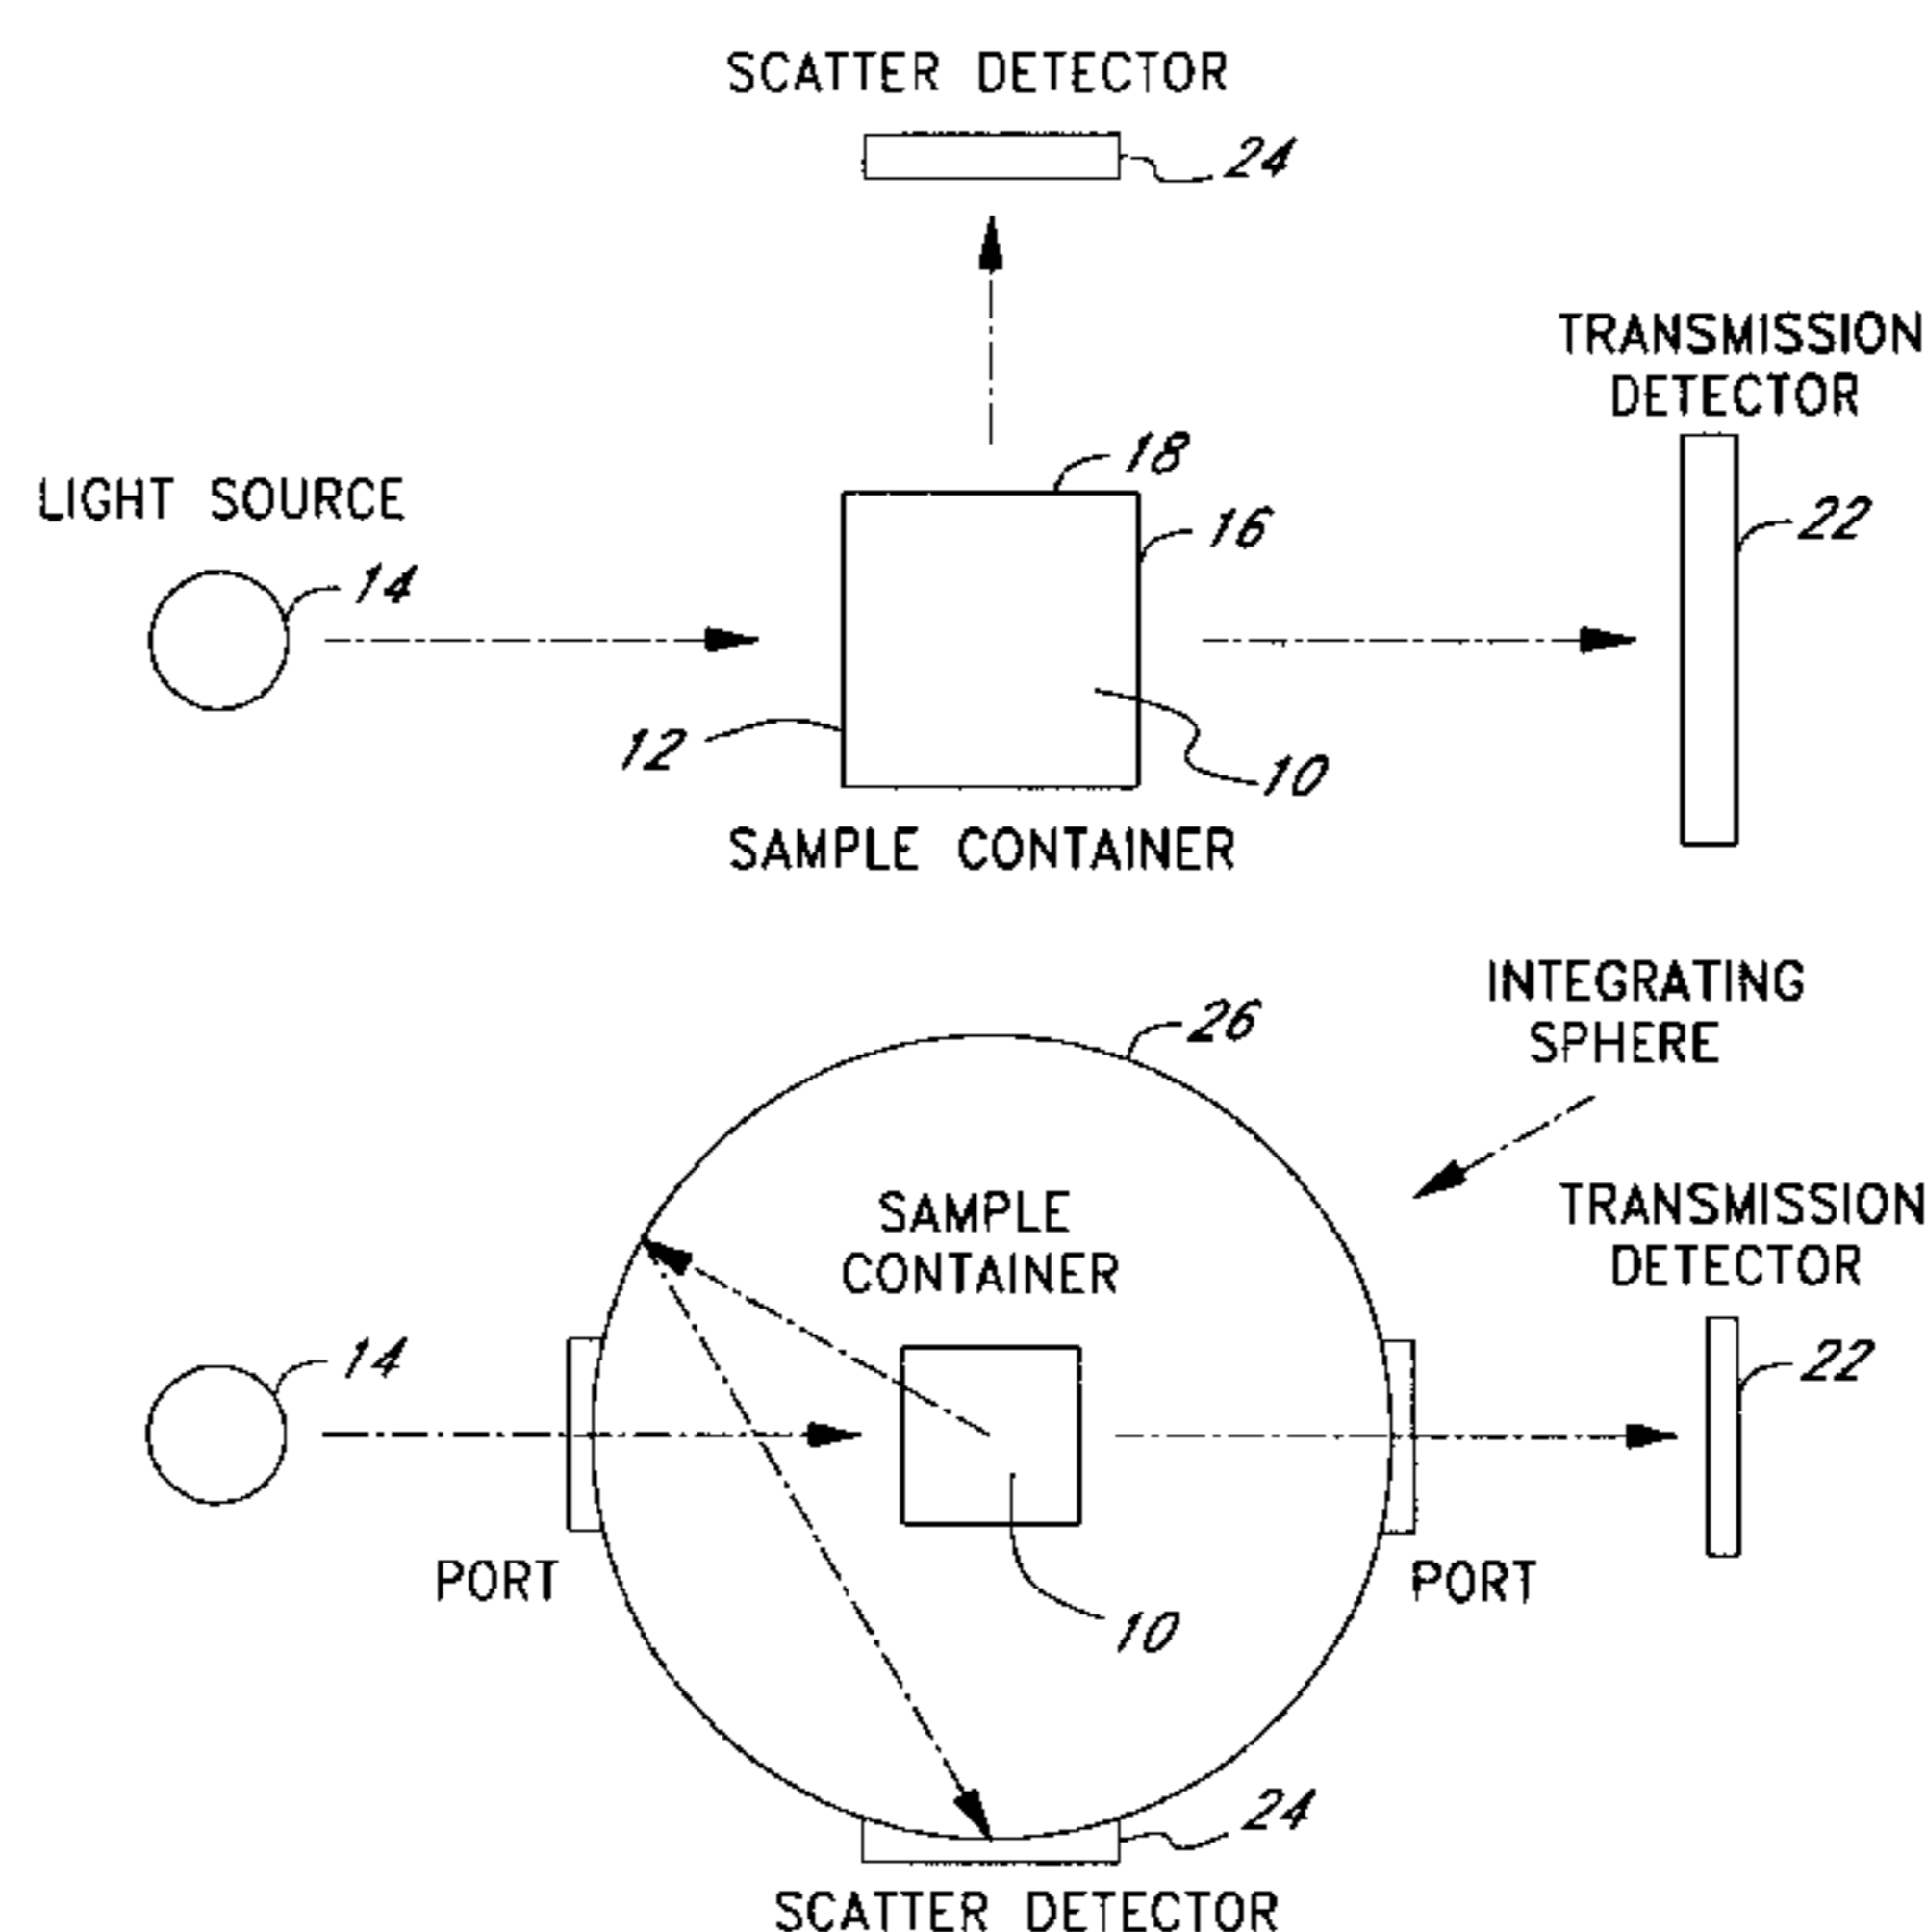 SCATTER DETECTOR
24
TRANSMISSION
DETECTOR
18
LIGHT SOURCE
16
22
14
12
10
SAMPLE CONTAINER
INTEGRATING
SPHERE
26
SAMPLE
CONTAINER
TRANSMISSION
DETECTOR
14
22
PORT
PORT
10
24
SCATTER DETECTOR